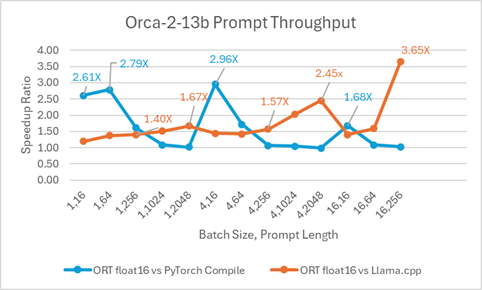 Orca-2-13b Prompt Throughput
4.00
3.50
3.00
2.50
2.00
1.50
1.00
0.50
0.00
Speedup Ratio
2.61X
2.79X
1.40X
1.67X
2.96X
1.57X
2.45x
1.68X
3.65X
1,16
1,64
1,256
1,1024
1,2048
4,16
4,64
4,256
4,1024
4,2048
16,16
16,64
16,256
Batch Size, Prompt Length
ORT float16 vs PyTorch Compile
ORT float16 vs Llama.cpp